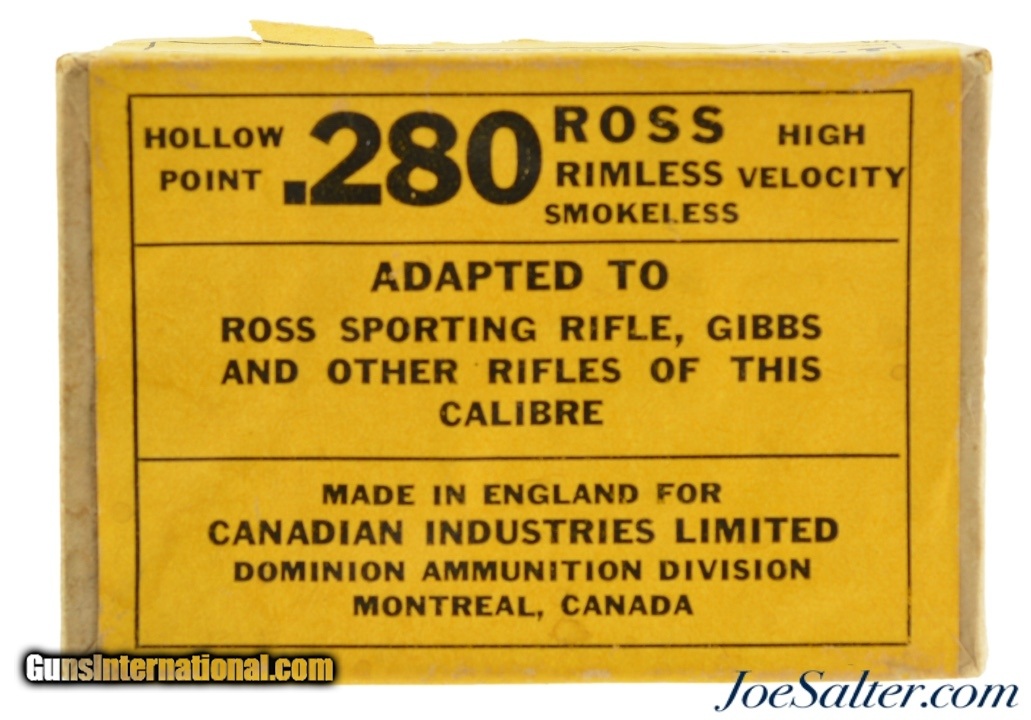 HOLLOW POINT .280 ROSS RIMLESS SMOKELESS HIGH VELOCITY
ADAPTED TO
ROSS SPORTING RIFLE, GIBBS
AND OTHER RIFLES OF THIS
CALIBRE
MADE IN ENGLAND FOR
CANADIAN INDUSTRIES LIMITED
DOMINION AMMUNITION DIVISION
MONTREAL, CANADA
GunsInternational.com
JoeSalter.com